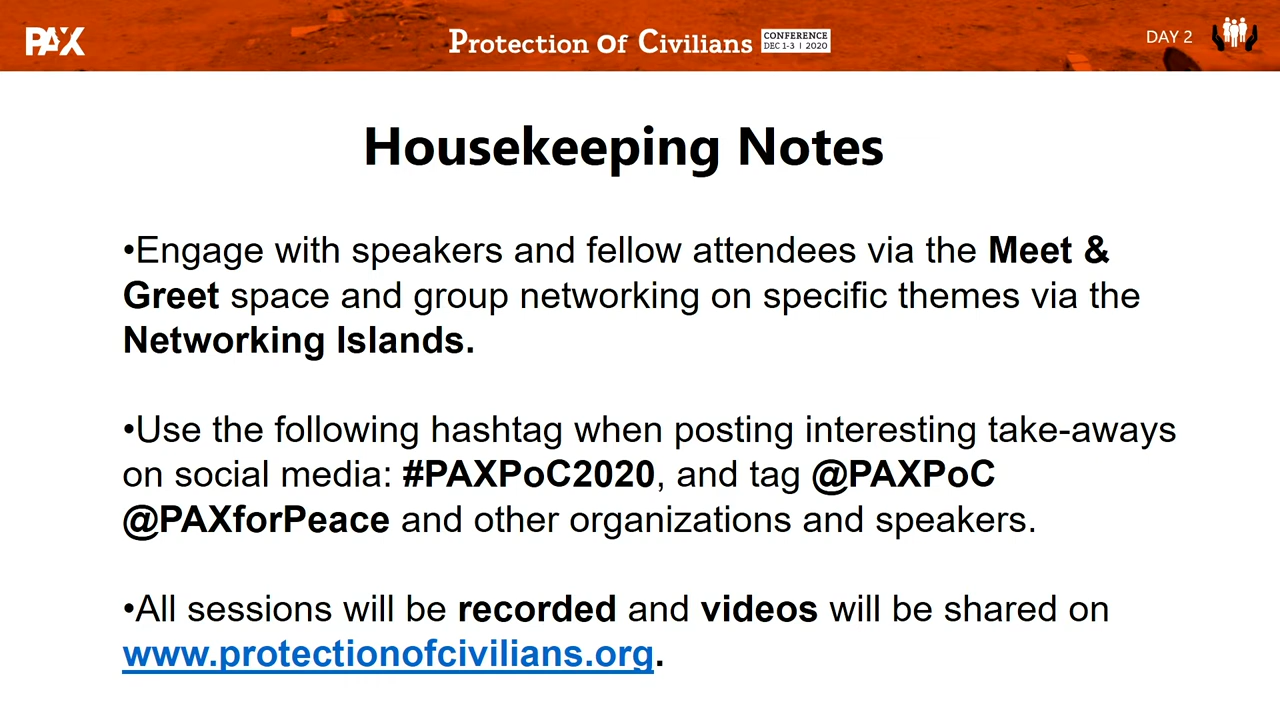 PAX
Protection of Civilians
CONFERENCE
DEC 1-3 | 2020
DAY 2
Housekeeping Notes
•Engage with speakers and fellow attendees via the Meet &
Greet space and group networking on specific themes via the
Networking Islands.
•Use the following hashtag when posting interesting take-aways
on social media: #PAXPoC2020, and tag @PAXPoC
@PAXforPeace and other organizations and speakers.
•All sessions will be recorded and videos will be shared on
www.protectionofcivilians.org.